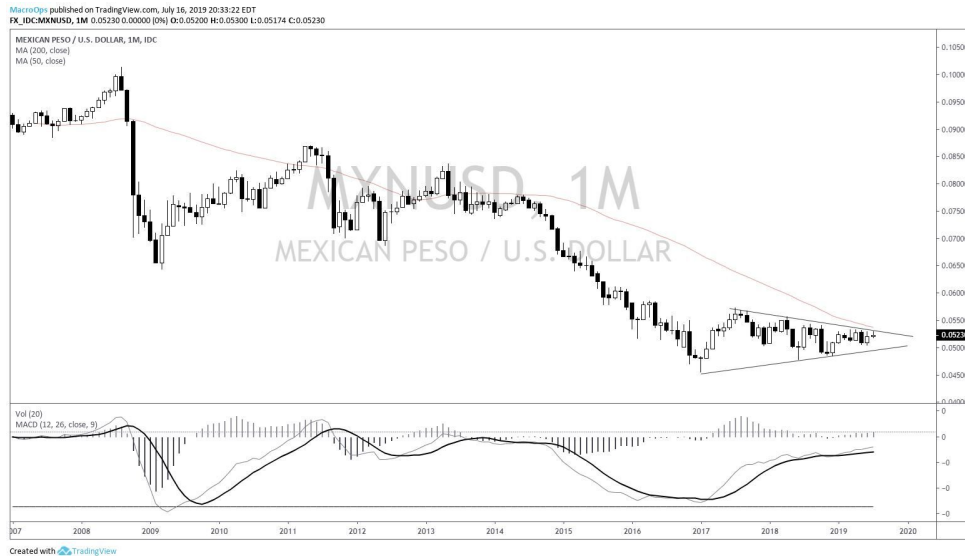 MacroOps published on TradingView.com, July 16, 2019 20:33:22 EDT
FX_IDC:MXNUSD, 1M 0.05230 0.00000 (0%) O:0.05200 H:0.05300 L:0.05174 C:0.05230
MEXICAN PESO / U.S. DOLLAR, 1M, IDC
MA (200, close)
MA (50, close)
MXNUSD, 1M
MEXICAN PESO / U.S. DOLLAR
0.1050
0.1000
0.0950
0.0900
0.0850
0.0800
0.0750
0.0700
0.0650
0.0600
0.0550
0.0523
0.0500
0.0450
0.0400
Vol (20)
MACD (12, 26, close, 9)
0
0
−0
−0
−0
007 2008 2009 2010 2011 2012 2013 2014 2015 2016 2017 2018 2019 2020
Created with TradingView